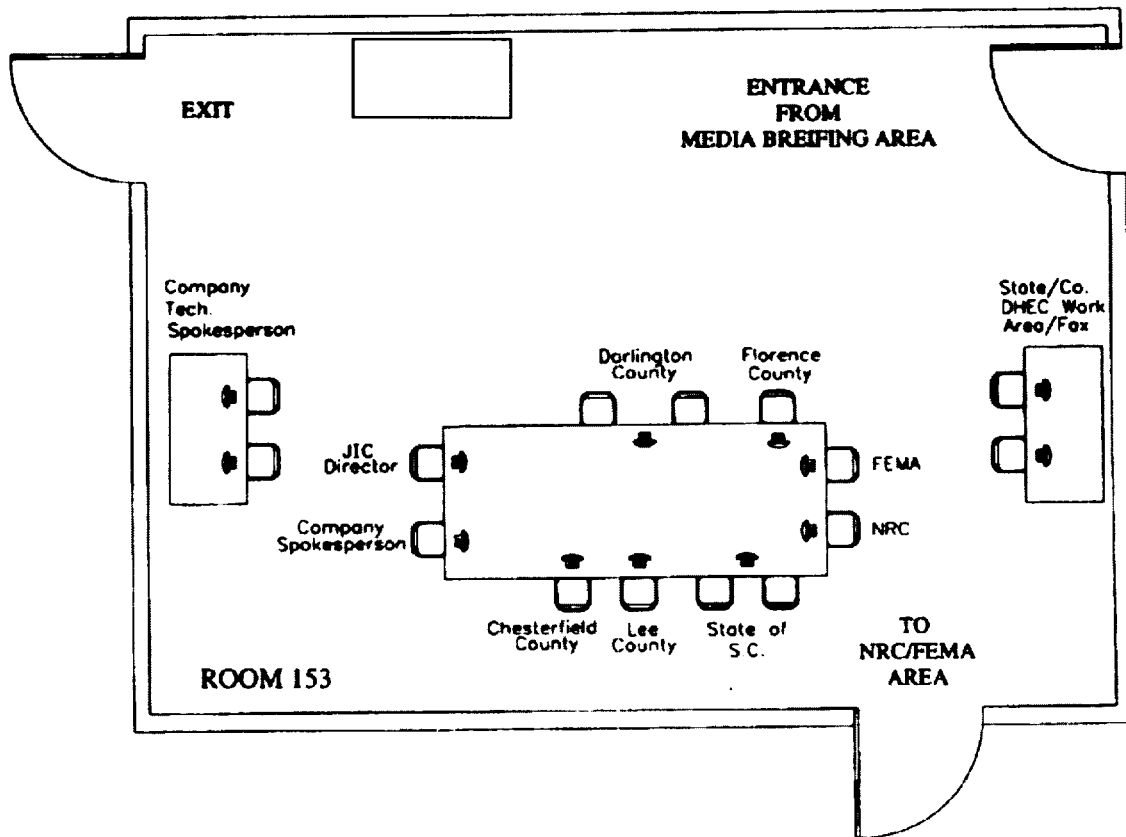 EXIT
ENTRANCE
FROM
MEDIA BREIFING AREA
Company
Tech.
Spokesperson
State/Co.
DHEC Work
Area/Fax
Darlington
County
Florence
County
JIC
Director
FEMA
Company
Spokesperson
NRC
Chesterfield
County
Lee
County
State of
S.C.
TO
NRC/FEMA
AREA
ROOM 153